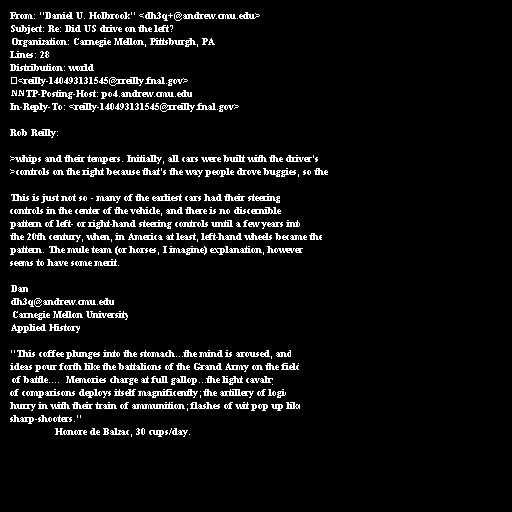 From: "Daniel U. Holbrook" <dh3q+@andrew.cmu.edu>
Subject: Re: Did US drive on the left?
Organization: Carnegie Mellon, Pittsburgh, PA
Lines: 28
Distribution: world
<reilly-140493131545@rreilly.fnal.gov>
NNTP-Posting-Host: po4.andrew.cmu.edu
In-Reply-To: <reilly-140493131545@rreilly.fnal.gov>
Rob Reilly:
>whips and their tempers. Initially, all cars were built with the driver's
>controls on the right because that's the way people drove buggies, so the
This is just not so - many of the earliest cars had their steering
controls in the center of the vehicle, and there is no discernible
pattern of left- or right-hand steering controls until a few years into
the 20th century, when, in America at least, left-hand wheels became the
pattern. The mule team (or horses, I imagine) explanation, however
seems to have some merit.
Dan
dh3q@andrew.cmu.edu
Carnegie Mellon University
Applied History
"This coffee plunges into the stomach...the mind is aroused, and
ideas pour forth like the battalions of the Grand Army on the field
of battle.... Memories charge at full gallop...the light cavalry
of comparisons deploys itself magnificently; the artillery of logic
hurry in with their train of ammunition; flashes of wit pop up like
sharp-shooters."
Honore de Balzac, 30 cups/day.